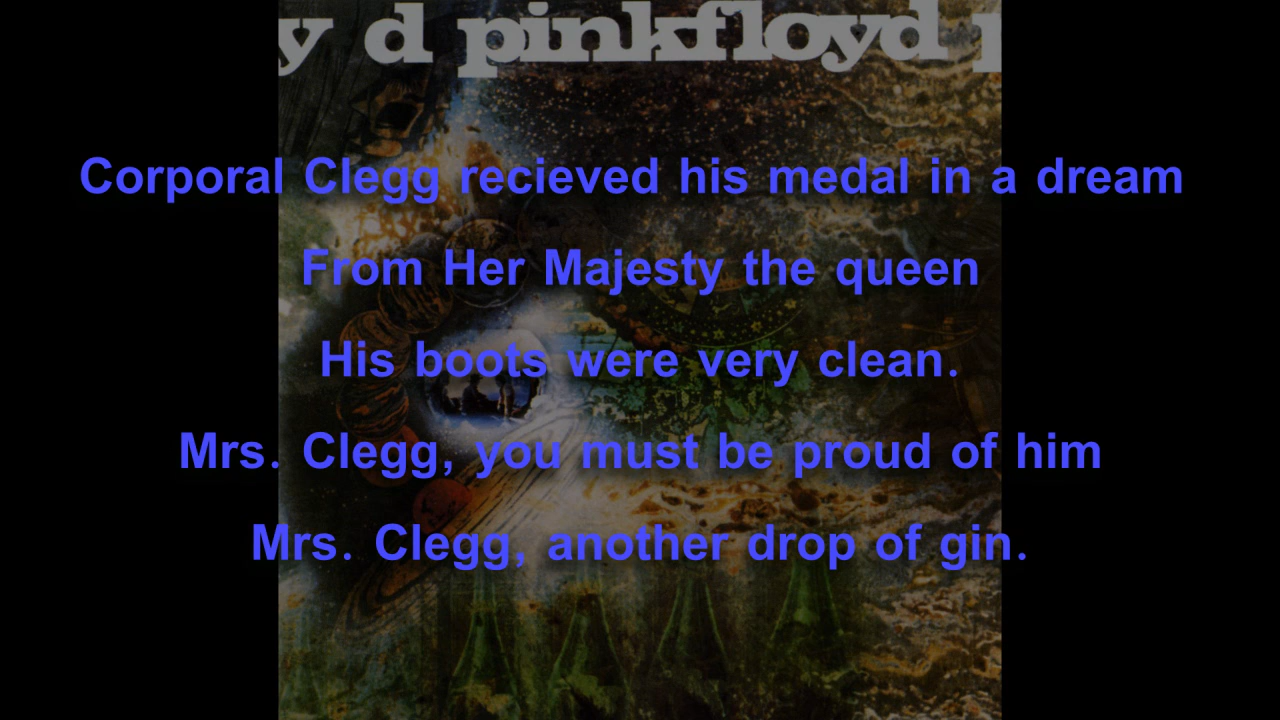 y d pinkfloyd p
Corporal Clegg recieved his medal in a dream
From Her Majesty the queen
His boots were very clean.
Mrs. Clegg, you must be proud of him
Mrs. Clegg, another drop of gin.